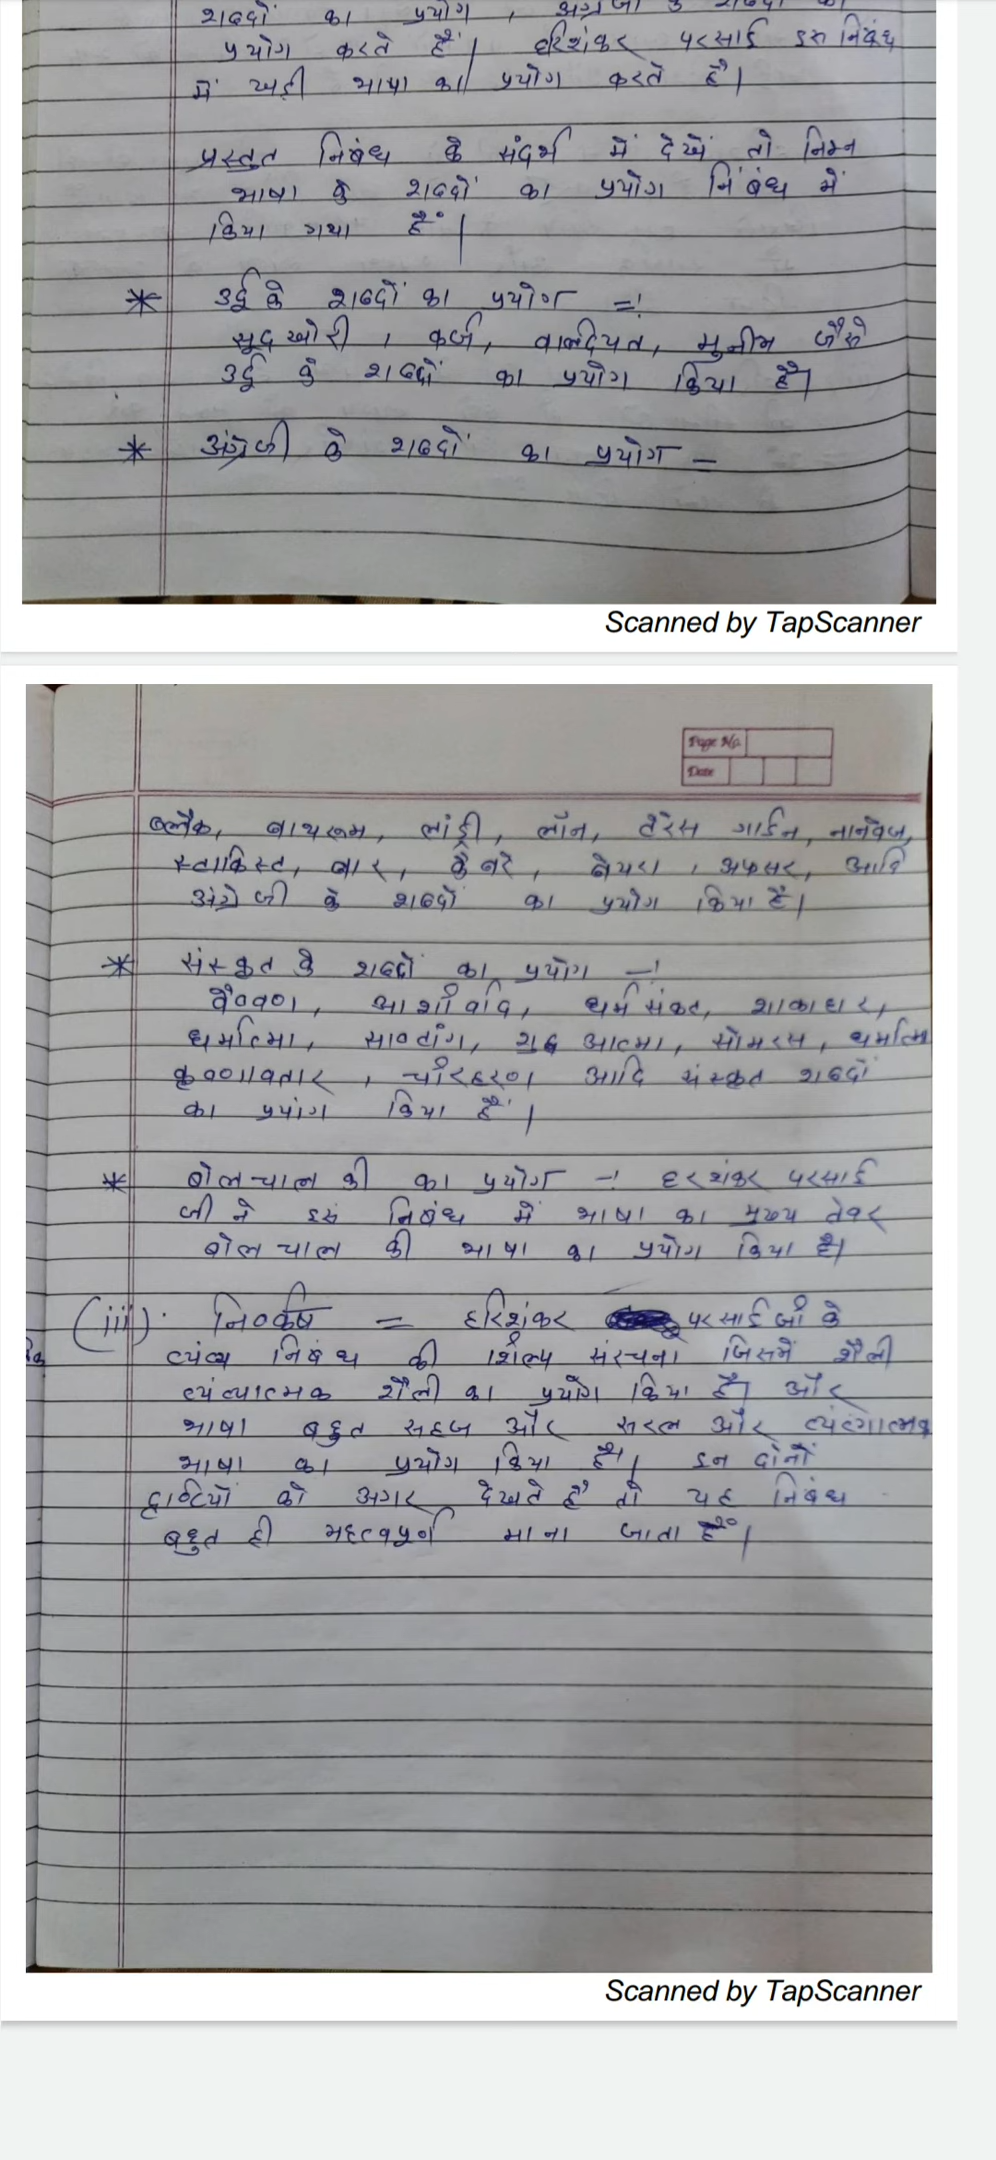 शब्दों का प्रयोग, अंग्रेजी के शब्दों का
प्रयोग करते हैं। हरिशंकर परसाई इस निबंध
में खड़ी भाषा का प्रयोग करते है।
प्रस्तुत निबंध के संदर्भ में देखें तो निम्न
भाषा के शब्दों का प्रयोग निबंध में
किया गया है।
* उर्दू के शब्दों का प्रयोग =!
सूदखोरी, कर्ज, वल्दियत, मुनीम जैसे
उर्दू के शब्दों का प्रयोग किया है।
* अंग्रेजी के शब्दों का प्रयोग –
Scanned by TapScanner
Page No.
Date
ब्लैक, बाथरूम, लांड्री, लॉन, टेरेस गार्डन, नानवेज,
स्टाकिस्ट, बार, कैबरे, बेयरा, अफसर, आदि
अंग्रेजी के शब्दों का प्रयोग किया है।
* संस्कृत के शब्दों का प्रयोग –!
वैष्णव, आशीर्वाद, धर्मसंकट, शाकाहार,
धर्मात्मा, साष्टांग, शुद्ध आत्मा, सोमरस,
कृष्णावतार, चीरहरण आदि संस्कृत शब्दों
का प्रयोग किया है।
* बोलचाल की का प्रयोग –! हरशंकर परसाई
जी ने इस निबंध में भाषा का मुख्य तेवर
बोलचाल की भाषा का प्रयोग किया है।
(iii). निष्कर्ष = हरिशंकर परसाई जी के
व्यंग्य निबंध की शिल्प संरचना जिसमें शैली
व्यंग्यात्मक शैली का प्रयोग किया है। और
भाषा बहुत सहज और सरल और व्यंग्यात्मक
भाषा का प्रयोग किया है। इन दोनों
दृष्टियों को अगर देखते हैं तो यह निबंध
बहुत ही महत्वपूर्ण माना जाता है।
Scanned by TapScanner